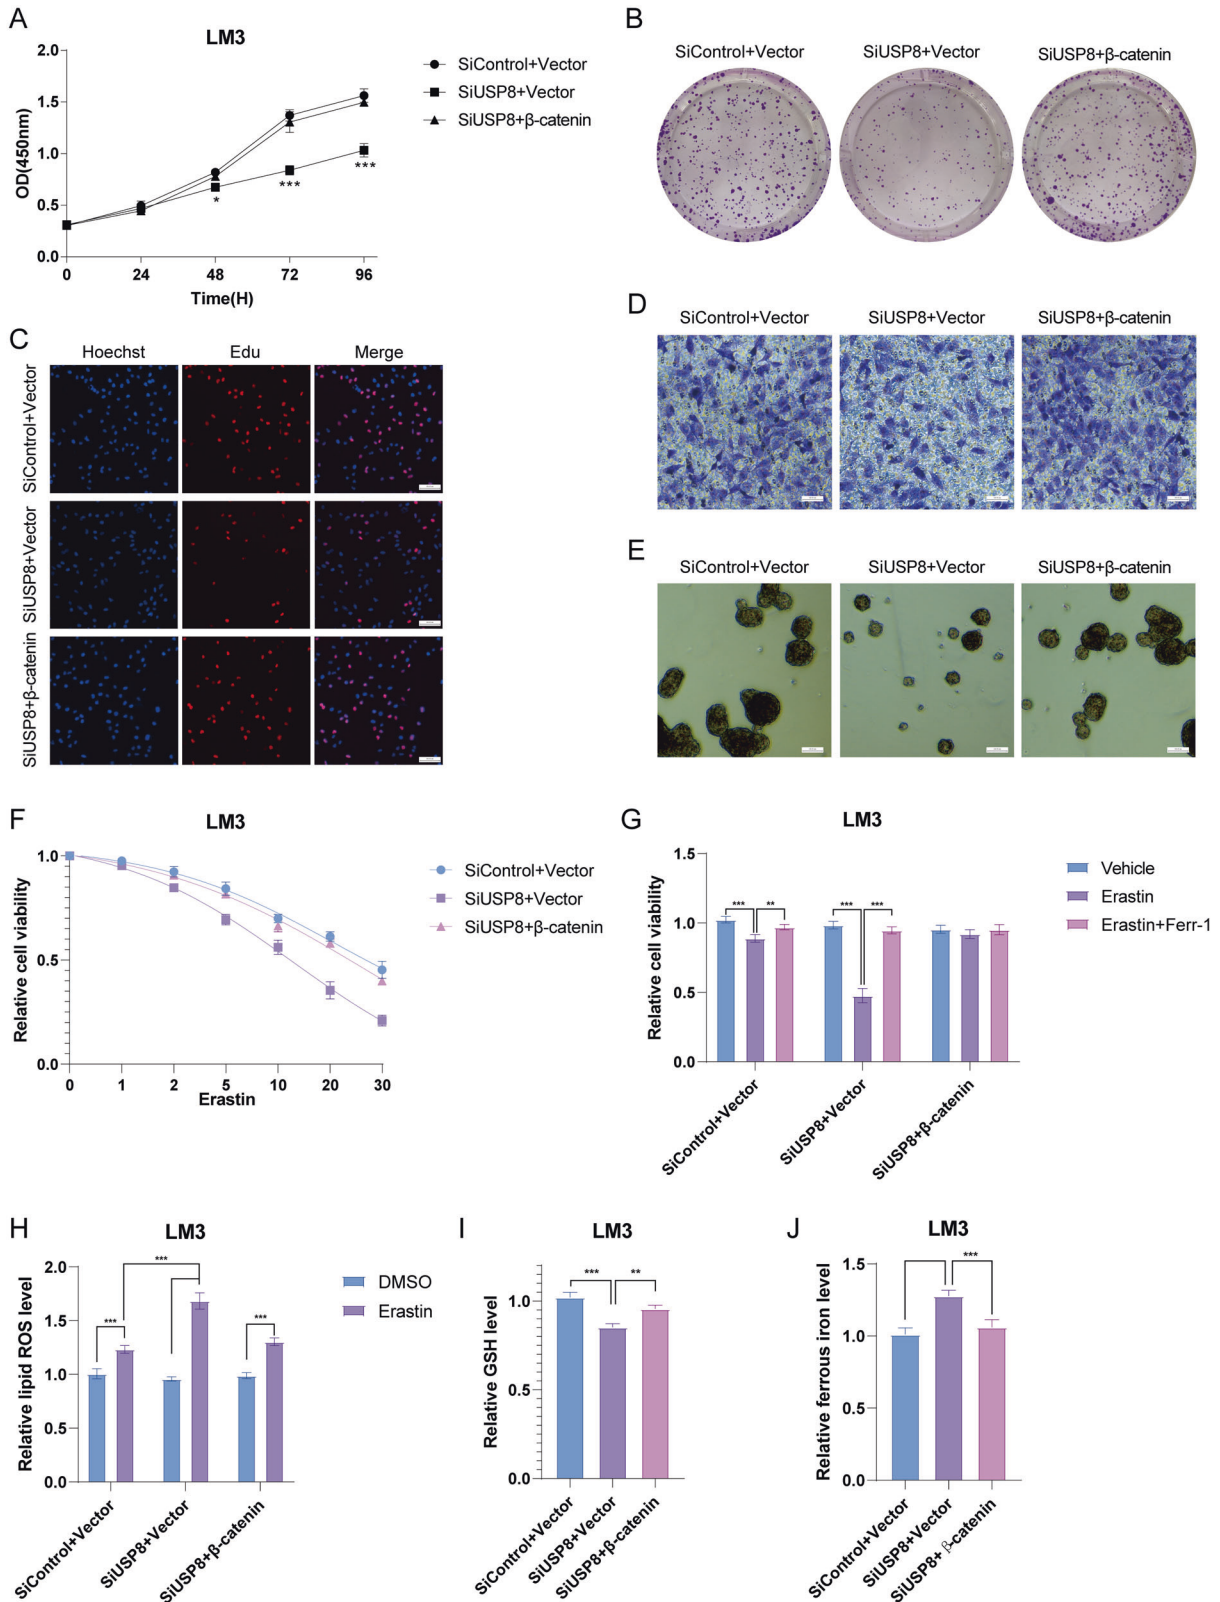 A
LM3
OD(450nm)
2.0
1.5
1.0
0.5
0.0
0 24 48 72 96
Time(H)
* *** ***
SiControl+Vector
SiUSP8+Vector
SiUSP8+β-catenin
B
SiControl+Vector SiUSP8+Vector SiUSP8+β-catenin
C
Hoechst Edu Merge
SiControl+Vector
SiUSP8+Vector
SiUSP8+β-catenin
D
SiControl+Vector SiUSP8+Vector SiUSP8+β-catenin
E
SiControl+Vector SiUSP8+Vector SiUSP8+β-catenin
F
LM3
Relative cell viability
1.0
0.5
0.0
0 1 2 5 10 20 30
Erastin
SiControl+Vector
SiUSP8+Vector
SiUSP8+β-catenin
G
LM3
Relative cell viability
1.5
1.0
0.5
0.0
*** ** *** ***
SiControl+Vector
SiUSP8+Vector
SiUSP8+β-catenin
Vehicle
Erastin
Erastin+Ferr-1
H
LM3
Relative lipid ROS level
2.0
1.5
1.0
0.5
0.0
***
*** ***
SiControl+Vector
SiUSP8+Vector
SiUSP8+β-catenin
DMSO
Erastin
I
LM3
Relative GSH level
1.0
0.5
0.0
*** **
SiControl+Vector
SiUSP8+Vector
SiUSP8+β-catenin
J
LM3
Relative ferrous iron level
1.5
1.0
0.5
0.0
***
SiControl+Vector
SiUSP8+Vector
SiUSP8+ β-catenin